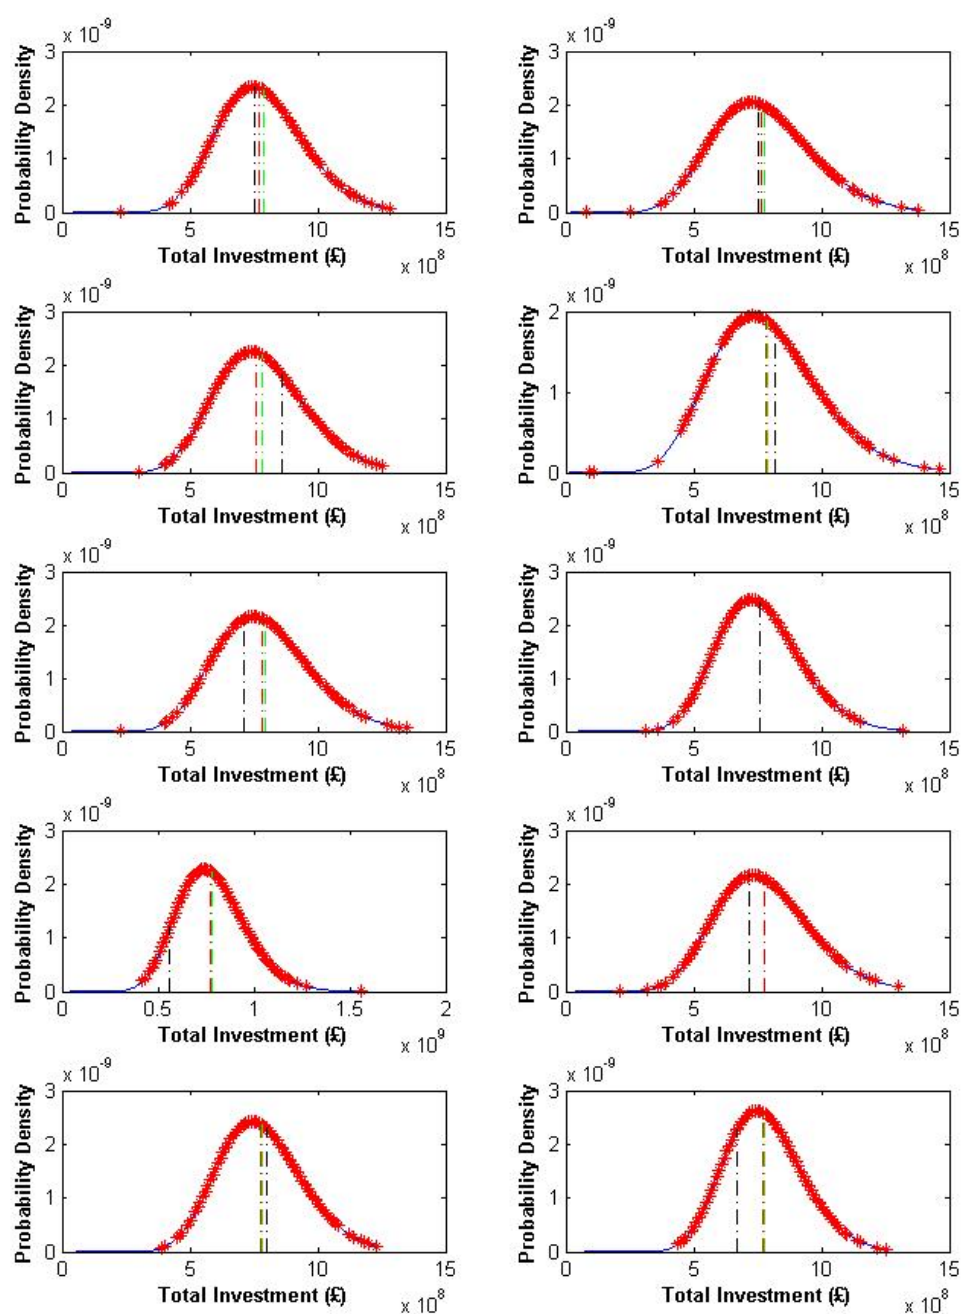 x 10^-9
3
2
1
0
0 5 10 15
Probability Density
Total Investment (£)
x 10^8
x 10^-9
3
2
1
0
0 5 10 15
Probability Density
Total Investment (£)
x 10^8
x 10^-9
3
2
1
0
0 5 10 15
Probability Density
Total Investment (£)
x 10^8
x 10^-9
2
1
0
0 5 10 15
Probability Density
Total Investment (£)
x 10^8
x 10^-9
3
2
1
0
0 5 10 15
Probability Density
Total Investment (£)
x 10^8
x 10^-9
3
2
1
0
0 5 10 15
Probability Density
Total Investment (£)
x 10^8
x 10^-9
3
2
1
0
0 0.5 1 1.5 2
Probability Density
Total Investment (£)
x 10^9
x 10^-9
3
2
1
0
0 5 10 15
Probability Density
Total Investment (£)
x 10^8
x 10^-9
3
2
1
0
0 5 10 15
Probability Density
Total Investment (£)
x 10^8
x 10^-9
3
2
1
0
0 5 10 15
Probability Density
Total Investment (£)
x 10^8